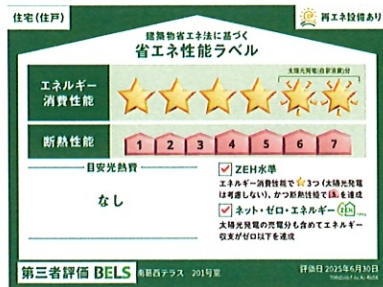 住宅(住戸)
再エネ設備あり
建築物省エネ法に基づく
省エネ性能ラベル
太陽光発電(自家消費)分
エネルギー
消費性能
断熱性能
1 2 3 4 5 6 7
目安光熱費
なし
ZEH水準
エネルギー消費性能で★3つ(太陽光発電
は考慮しない)、かつ断熱性能で5を達成
ネット・ゼロ・エネルギー
太陽光発電の売電分も含めてエネルギー
収支がゼロ以下を達成
第三者評価 BELS
南葛西テラス 201号室
評価日 2025年6月30日